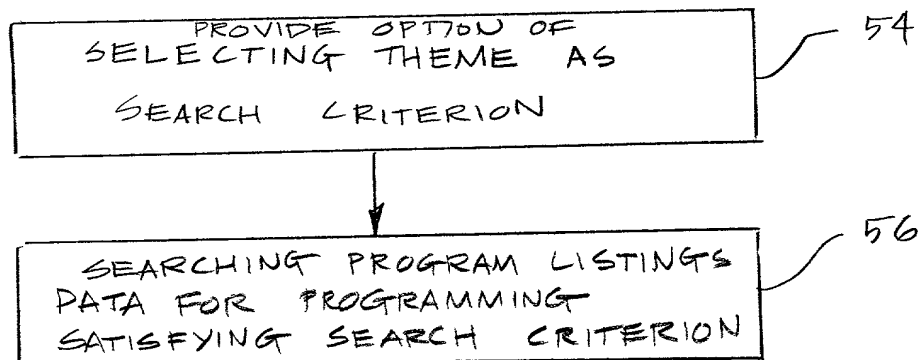 PROVIDE OPTION OF
SELECTING THEME AS
SEARCH CRITERION
54
SEARCHING PROGRAM LISTINGS
DATA FOR PROGRAMMING
SATISFYING SEARCH CRITERION
56